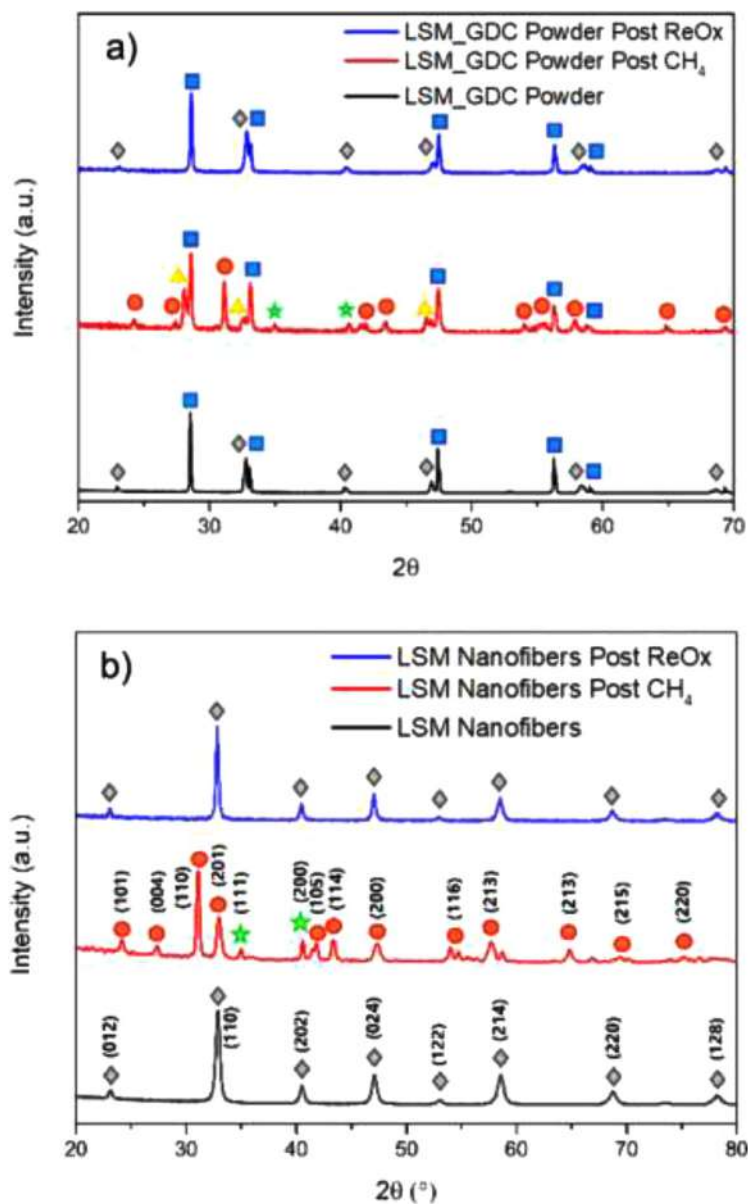 a)
LSM_GDC Powder Post ReOx
LSM_GDC Powder Post CH₄
LSM_GDC Powder
Intensity (a.u.)
20 30 40 50 60 70
2θ
b)
LSM Nanofibers Post ReOx
LSM Nanofibers Post CH₄
LSM Nanofibers
Intensity (a.u.)
(101) (004) (110) (201) (111) (200) (105) (114) (200) (116) (213) (213) (215) (220)
(012) (110) (202) (024) (122) (214) (220) (128)
20 30 40 50 60 70 80
2θ (°)